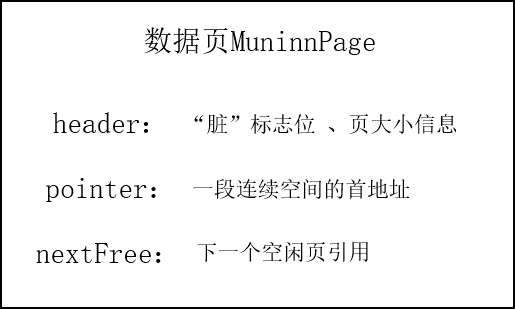 数据页MuninnPage
header： “脏”标志位 、页大小信息
pointer： 一段连续空间的首地址
nextFree： 下一个空闲页引用